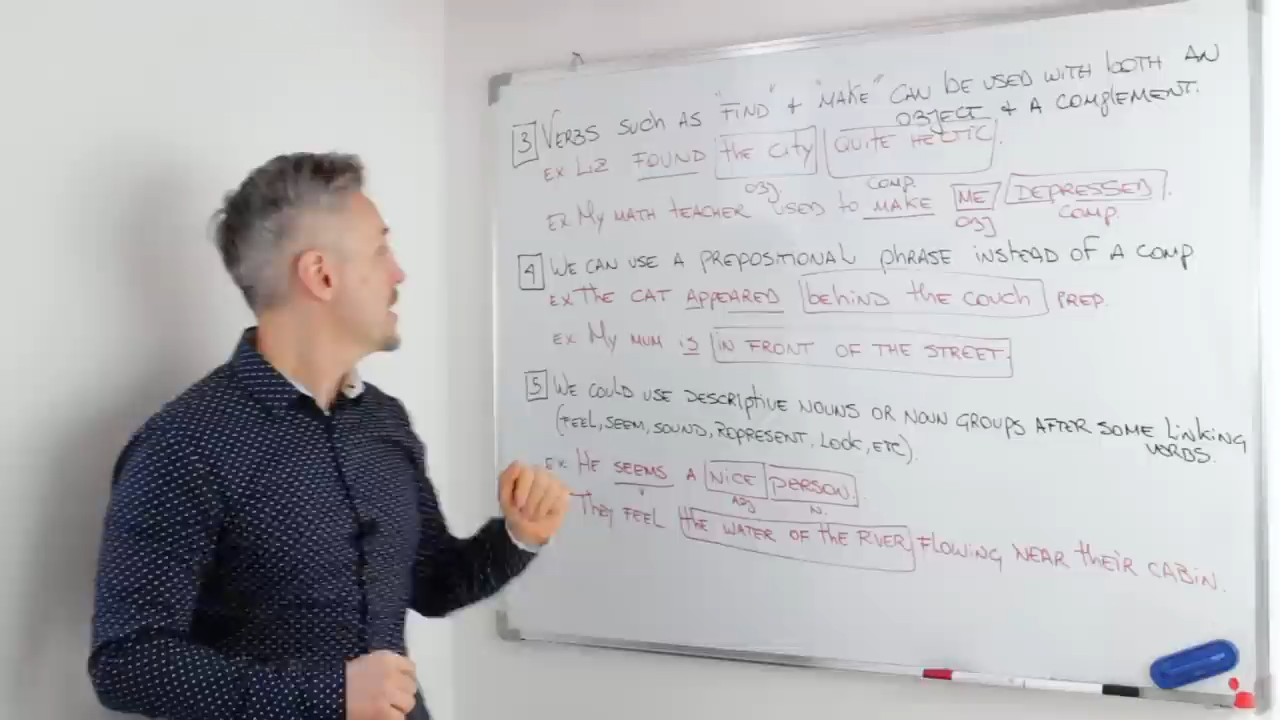 3 VERBS SUCH AS "FIND" & "MAKE" CAN BE USED WITH BOTH AN
OBJECT & A COMPLEMENT.
EX LIZ FOUND the City QUITE HECTIC.
OBJ. COMP.
EX My MATH TEACHER USED to MAKE ME DEPRESSED.
OBJ COMP.
4 WE CAN USE A PREPOSITIONAL PHRASE INSTEAD OF A COMP
EX THE CAT APPEARED behIND the COUCH PREP.
EX My MUM IS IN FRONT OF THE STREET.
5 WE COULD USE DESCRIPTIVE NOUNS OR NOUN GROUPS AFTER SOME LINKING
VERBS.
(FEEL, SEEM, SOUND, REPRESENT, LOOK, ETC).
EX HE SEEMS A NICE PERSON.
V ADJ N.
They FEEL the WATER OF the RIVER FLOWING NEAR THEIR CABIN.